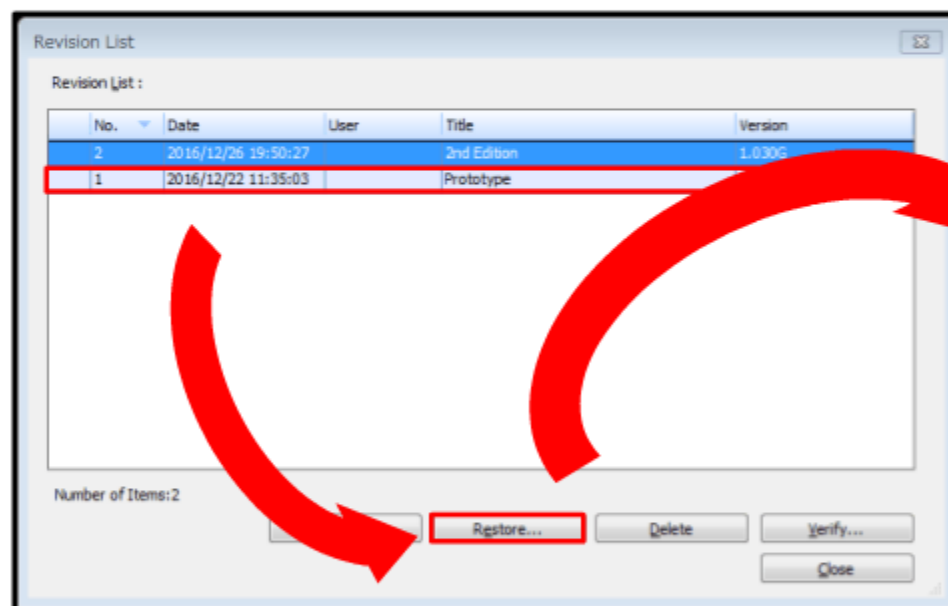 Revision List
Revision List :
No. Date User Title Version
2 2016/12/26 19:50:27 2nd Edition 1.030G
1 2016/12/22 11:35:03 Prototype
Number of Items:2
Restore... Delete Verify...
Close